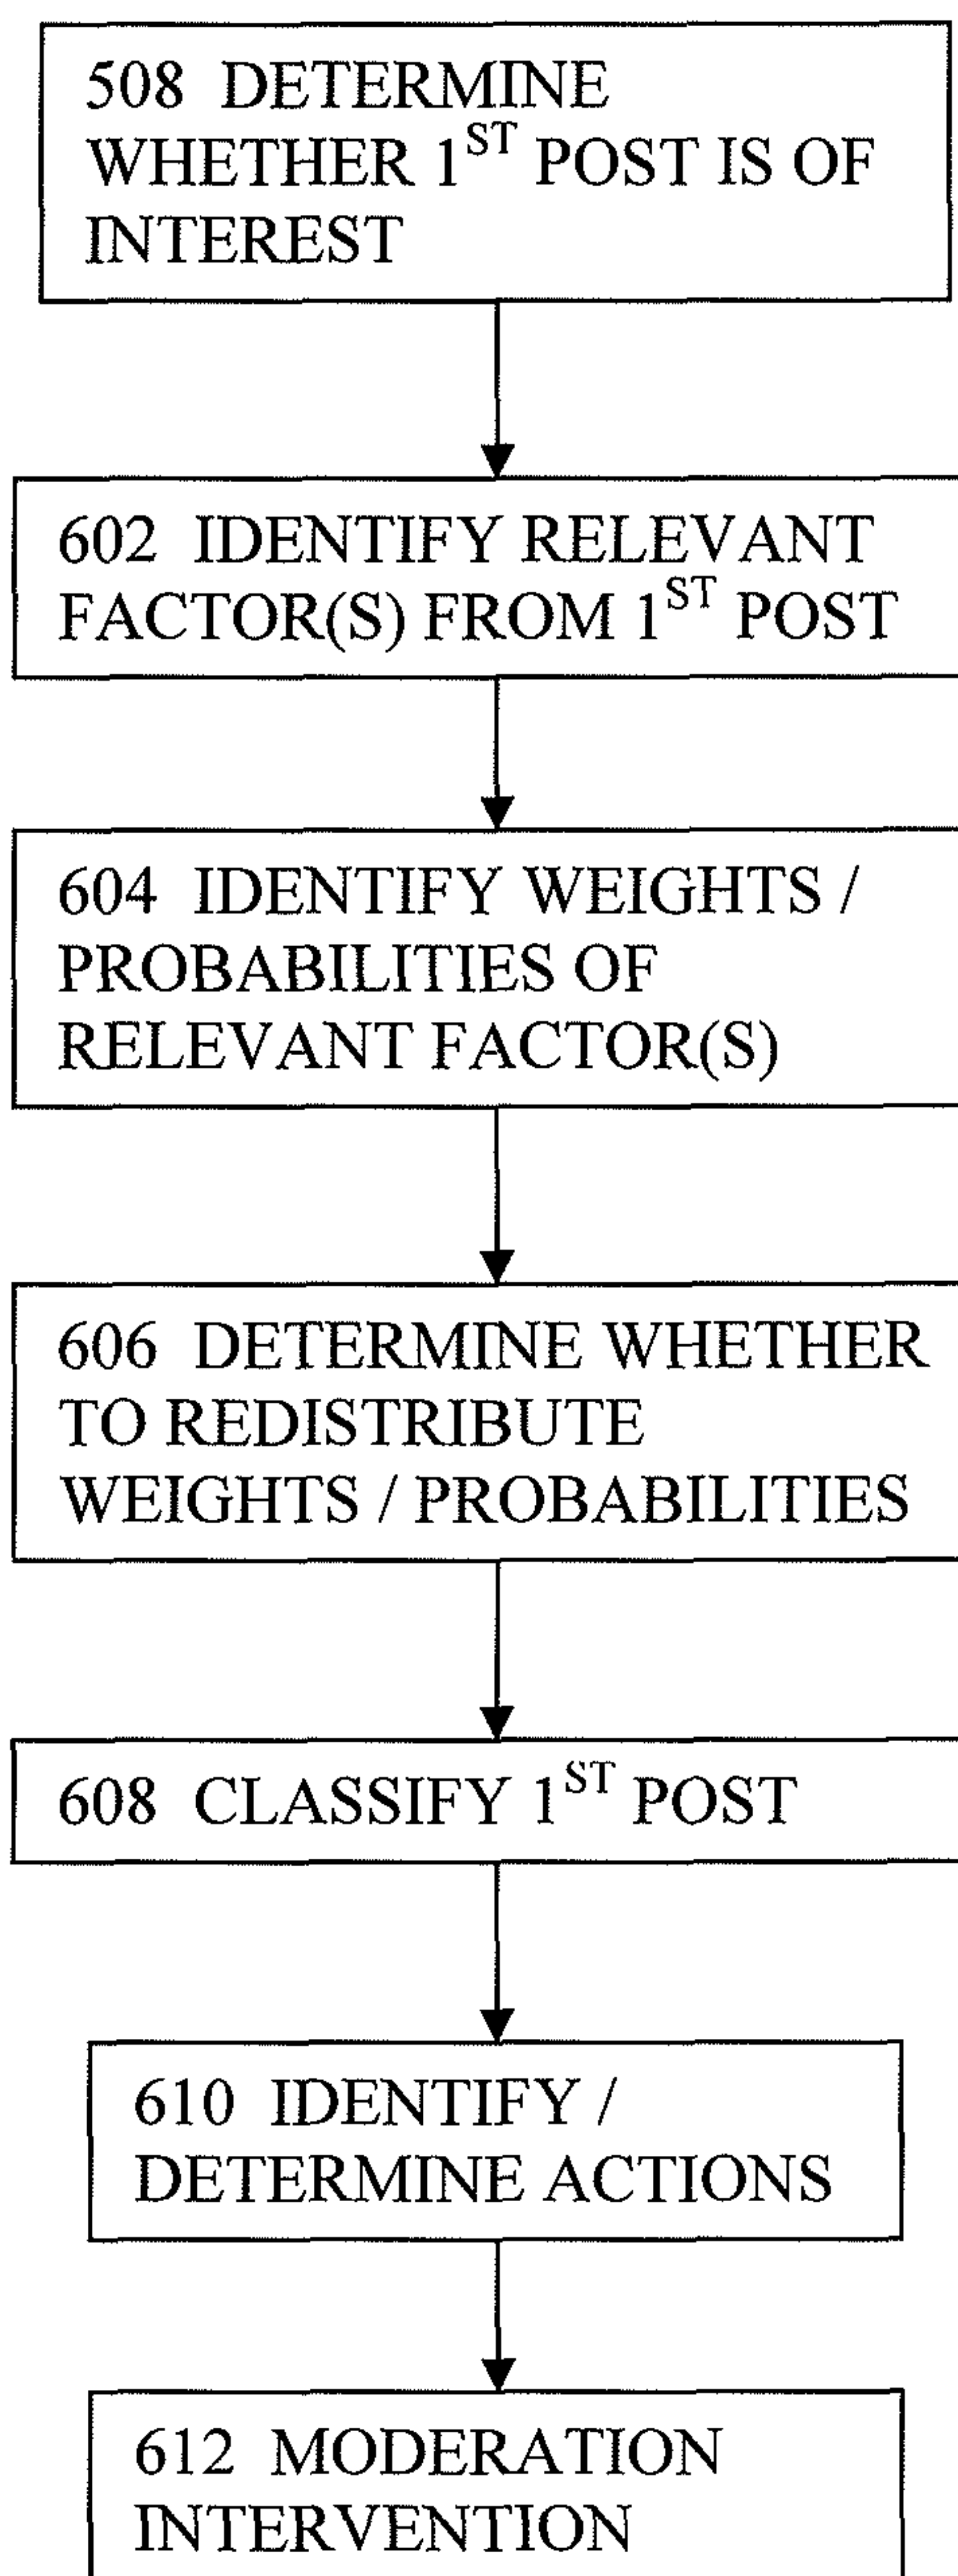 508 DETERMINE
WHETHER 1ST POST IS OF
INTEREST
602 IDENTIFY RELEVANT
FACTOR(S) FROM 1ST POST
604 IDENTIFY WEIGHTS /
PROBABILITIES OF
RELEVANT FACTOR(S)
606 DETERMINE WHETHER
TO REDISTRIBUTE
WEIGHTS / PROBABILITIES
608 CLASSIFY 1ST POST
610 IDENTIFY /
DETERMINE ACTIONS
612 MODERATION
INTERVENTION